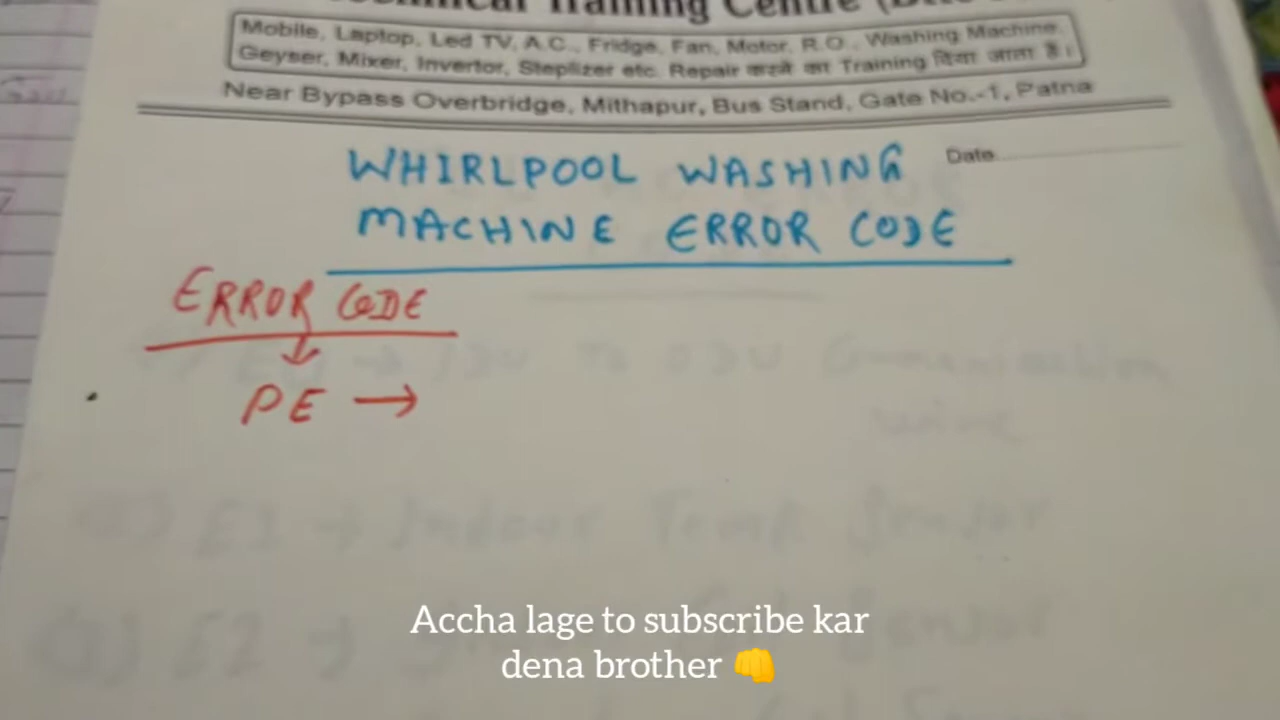 Training Centre
Mobile, Laptop, Led TV, A.C., Fridge, Fan, Motor, R.O., Washing Machine,
Geyser, Mixer, Invertor, Steplizer etc. Repair करने का Training दिया जाता है।
Near Bypass Overbridge, Mithapur, Bus Stand, Gate No.-1, Patna
Date
WHIRLPOOL WASHING
MACHINE ERROR CODE
ERROR CODE
↓
PE →
Accha lage to subscribe kar
dena brother 👊